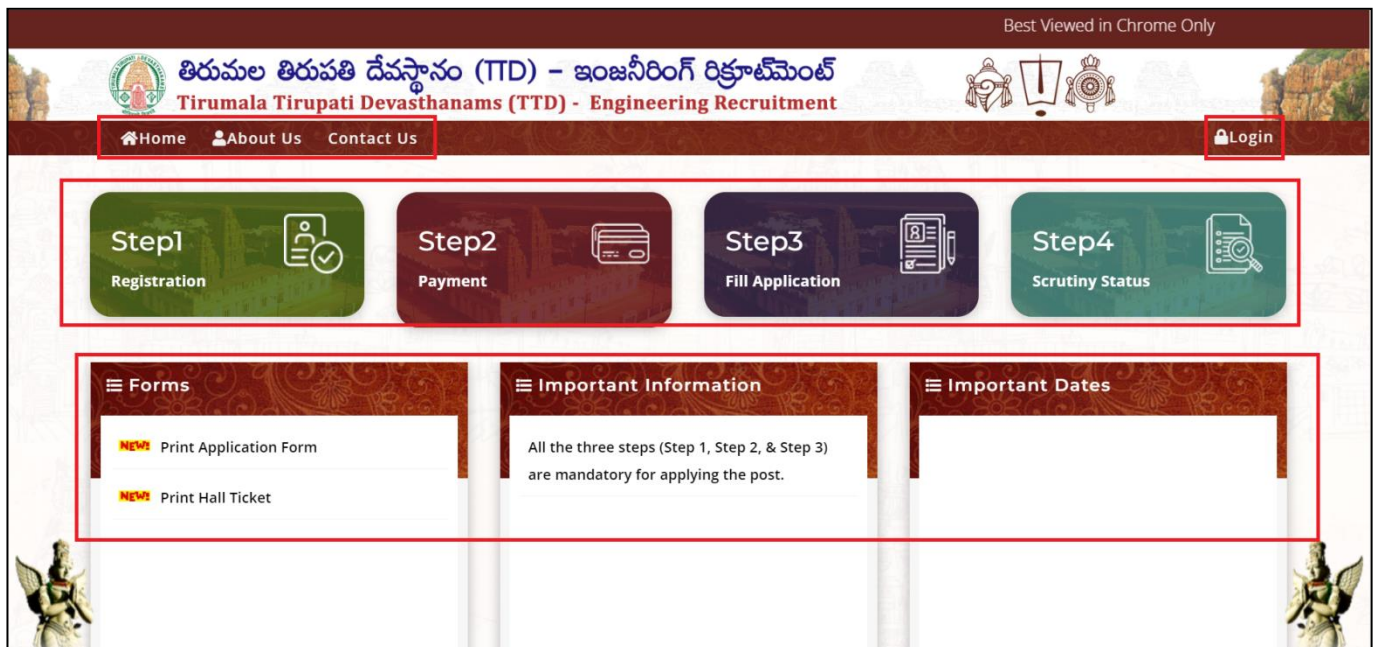 Best Viewed in Chrome Only
తిరుమల తిరుపతి దేవస్థానం (TTD) – ఇంజనీరింగ్ రిక్రూట్‌మెంట్
Tirumala Tirupati Devasthanams (TTD) - Engineering Recruitment
Home About Us Contact Us Login
Step1 Step2 Step3 Step4
Registration Payment Fill Application Scrutiny Status
Forms Important Information Important Dates
NEW! Print Application Form
NEW! Print Hall Ticket
All the three steps (Step 1, Step 2, & Step 3)
are mandatory for applying the post.